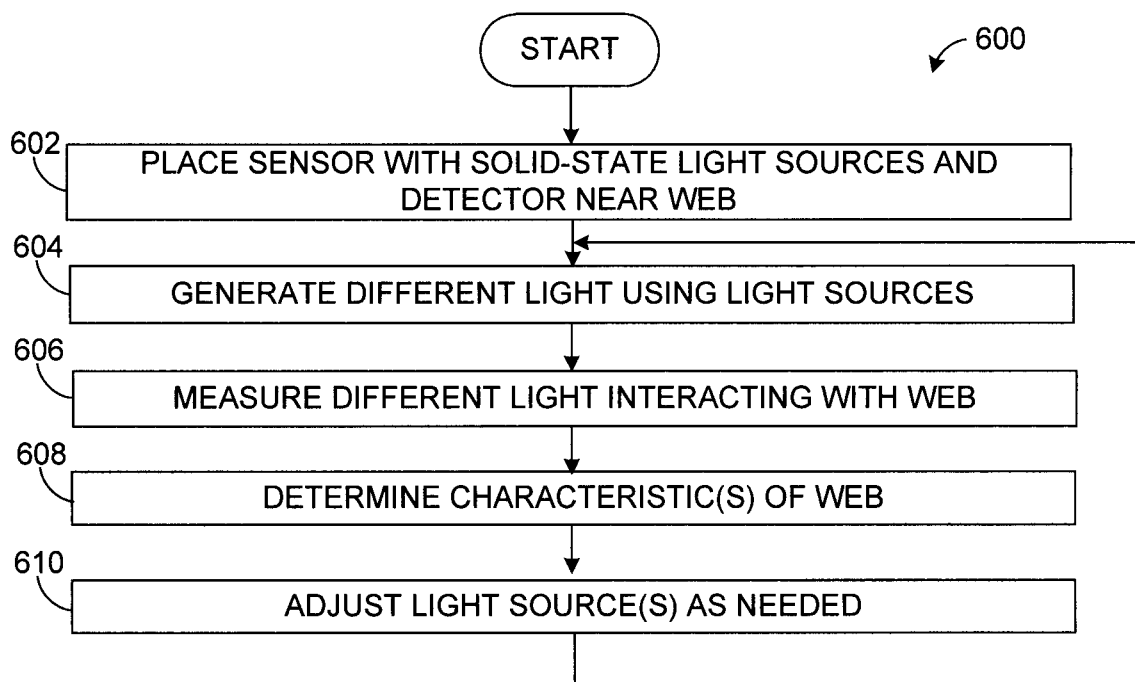 START
600
602
PLACE SENSOR WITH SOLID-STATE LIGHT SOURCES AND
DETECTOR NEAR WEB
604
GENERATE DIFFERENT LIGHT USING LIGHT SOURCES
606
MEASURE DIFFERENT LIGHT INTERACTING WITH WEB
608
DETERMINE CHARACTERISTIC(S) OF WEB
610
ADJUST LIGHT SOURCE(S) AS NEEDED